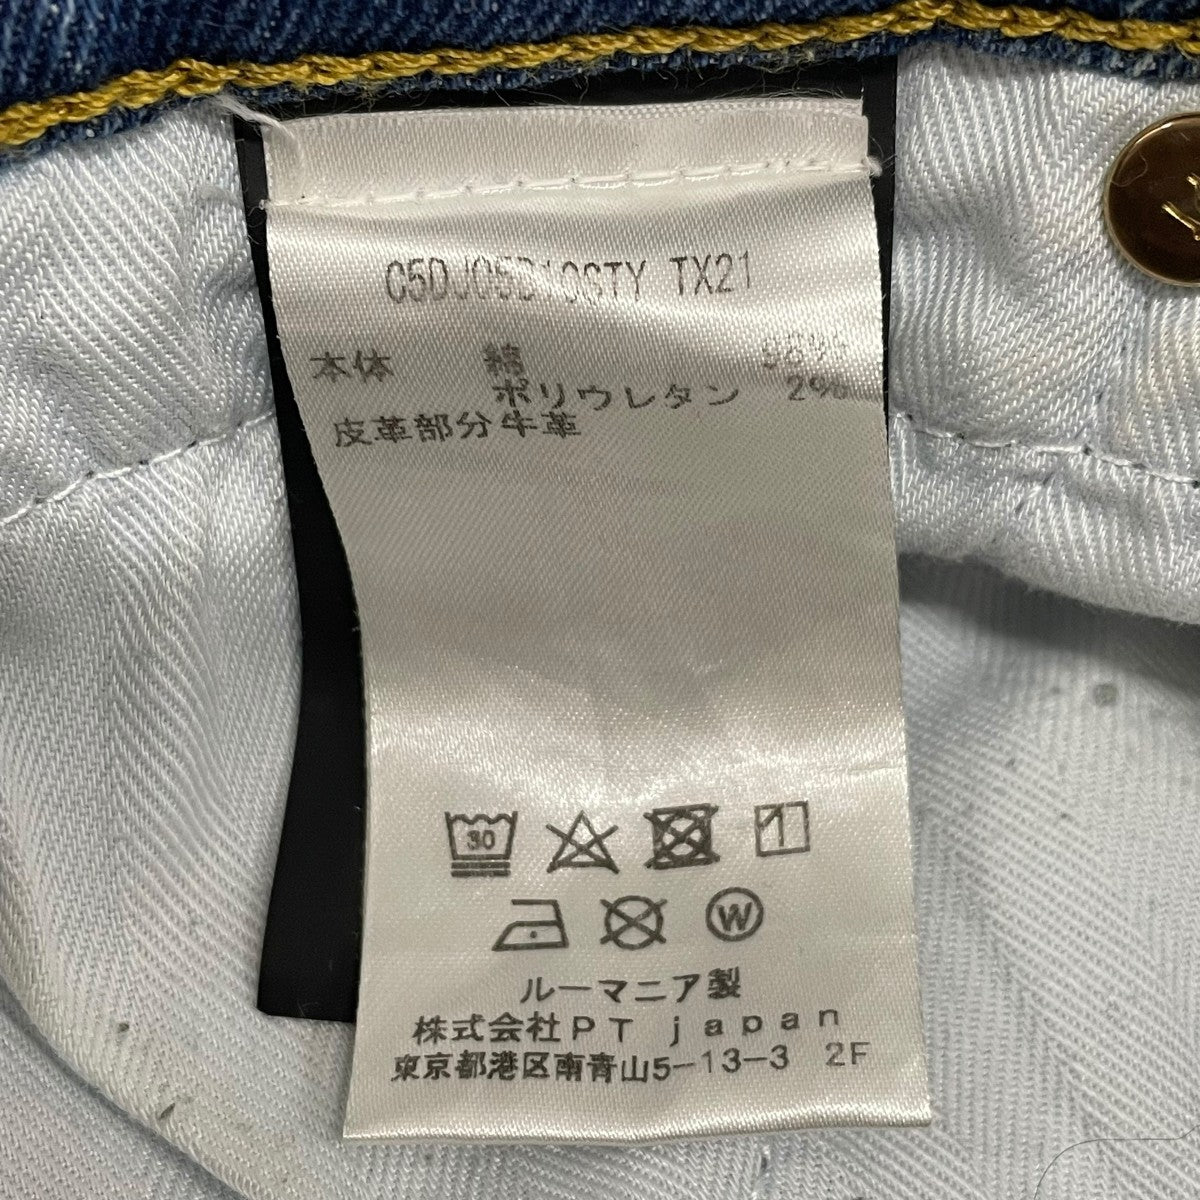 TX21
本体 綿 98%
ポリウレタン 2%
皮革部分牛革
30
W
ルーマニア製
株式会社PT japan
東京都港区南青山5-13-3 2F